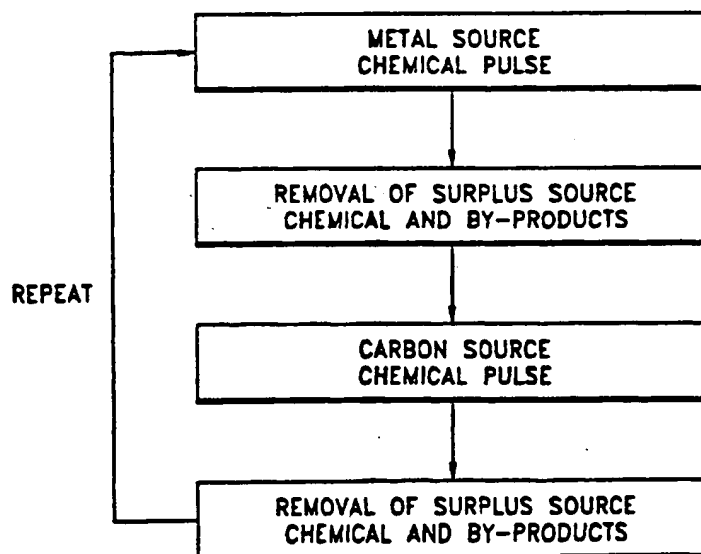 METAL SOURCE
CHEMICAL PULSE
REMOVAL OF SURPLUS SOURCE
CHEMICAL AND BY-PRODUCTS
REPEAT
CARBON SOURCE
CHEMICAL PULSE
REMOVAL OF SURPLUS SOURCE
CHEMICAL AND BY-PRODUCTS